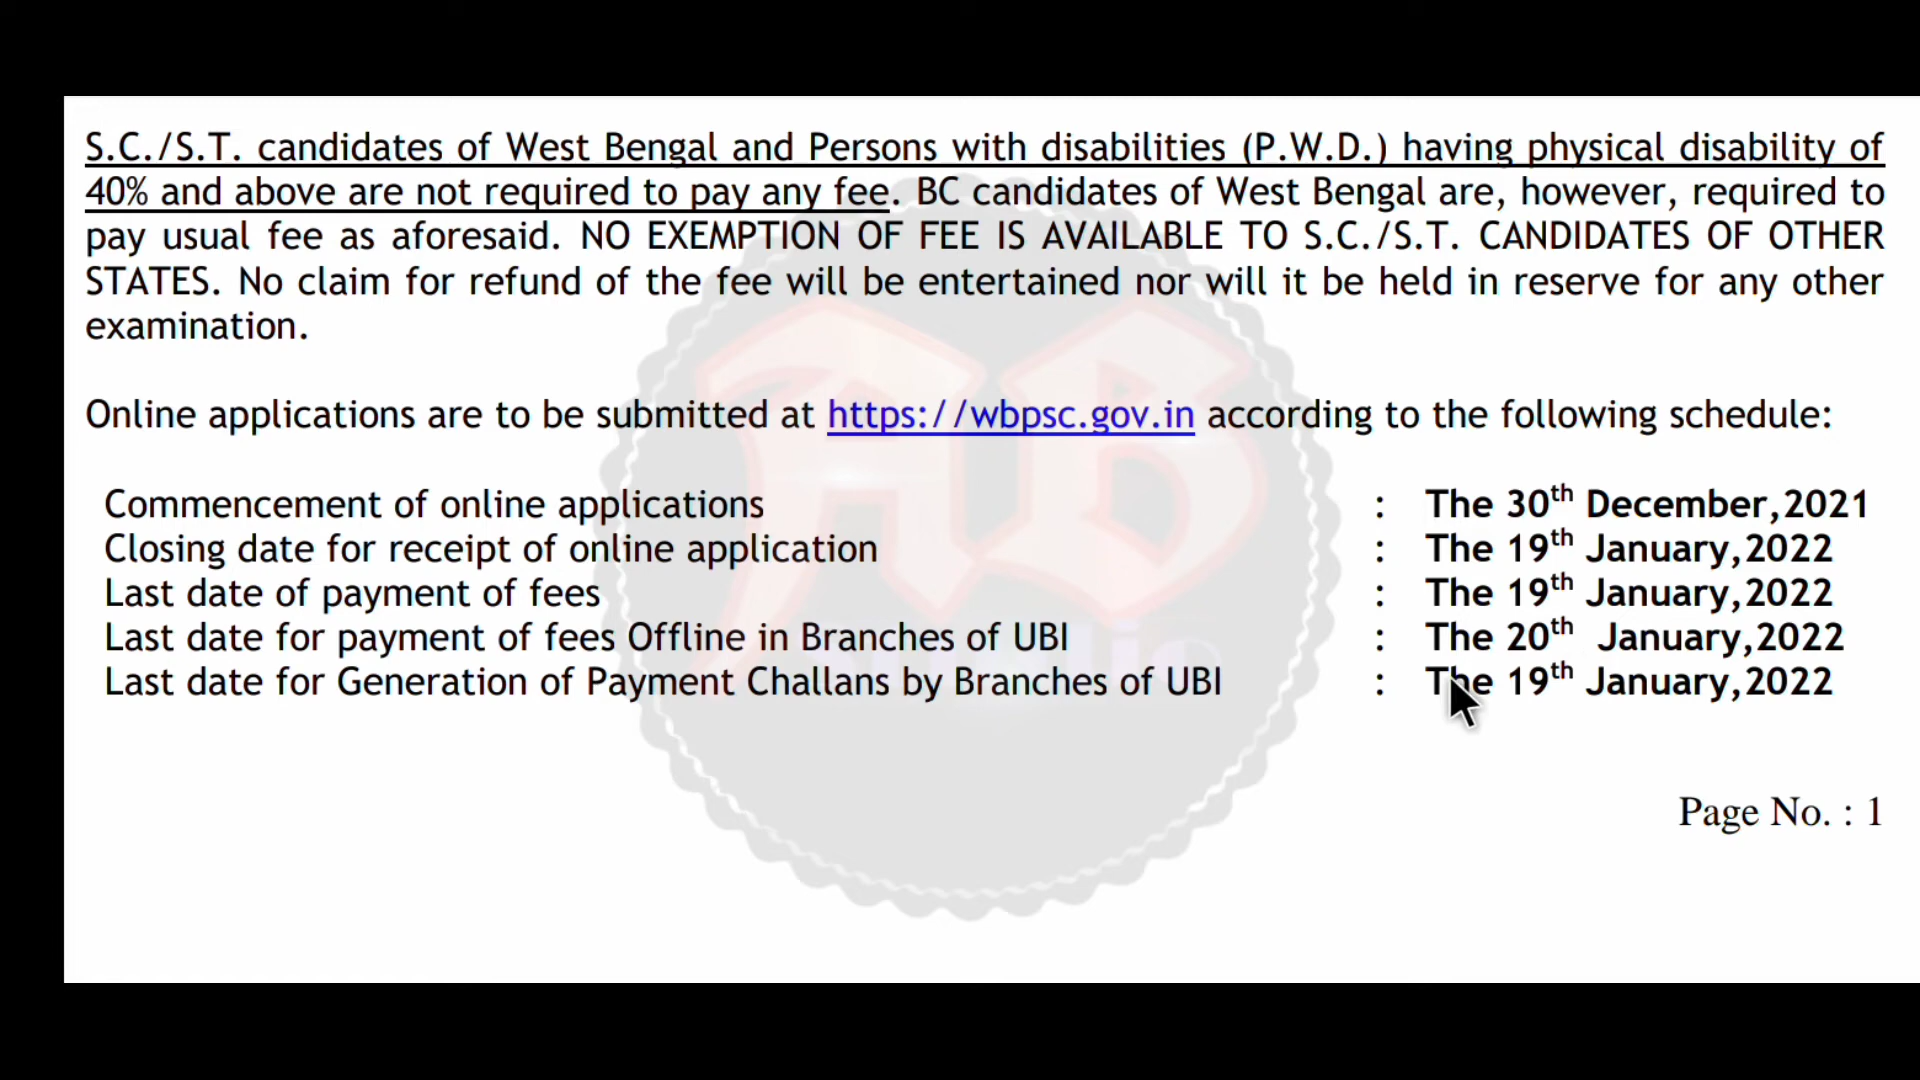 S.C./S.T. candidates of West Bengal and Persons with disabilities (P.W.D.) having physical disability of
40% and above are not required to pay any fee. BC candidates of West Bengal are, however, required to
pay usual fee as aforesaid. NO EXEMPTION OF FEE IS AVAILABLE TO S.C./S.T. CANDIDATES OF OTHER
STATES. No claim for refund of the fee will be entertained nor will it be held in reserve for any other
examination.
Online applications are to be submitted at https://wbpsc.gov.in according to the following schedule:
Commencement of online applications : The 30th December,2021
Closing date for receipt of online application : The 19th January,2022
Last date of payment of fees : The 19th January,2022
Last date for payment of fees Offline in Branches of UBI : The 20th January,2022
Last date for Generation of Payment Challans by Branches of UBI : The 19th January,2022
Page No. : 1
AB